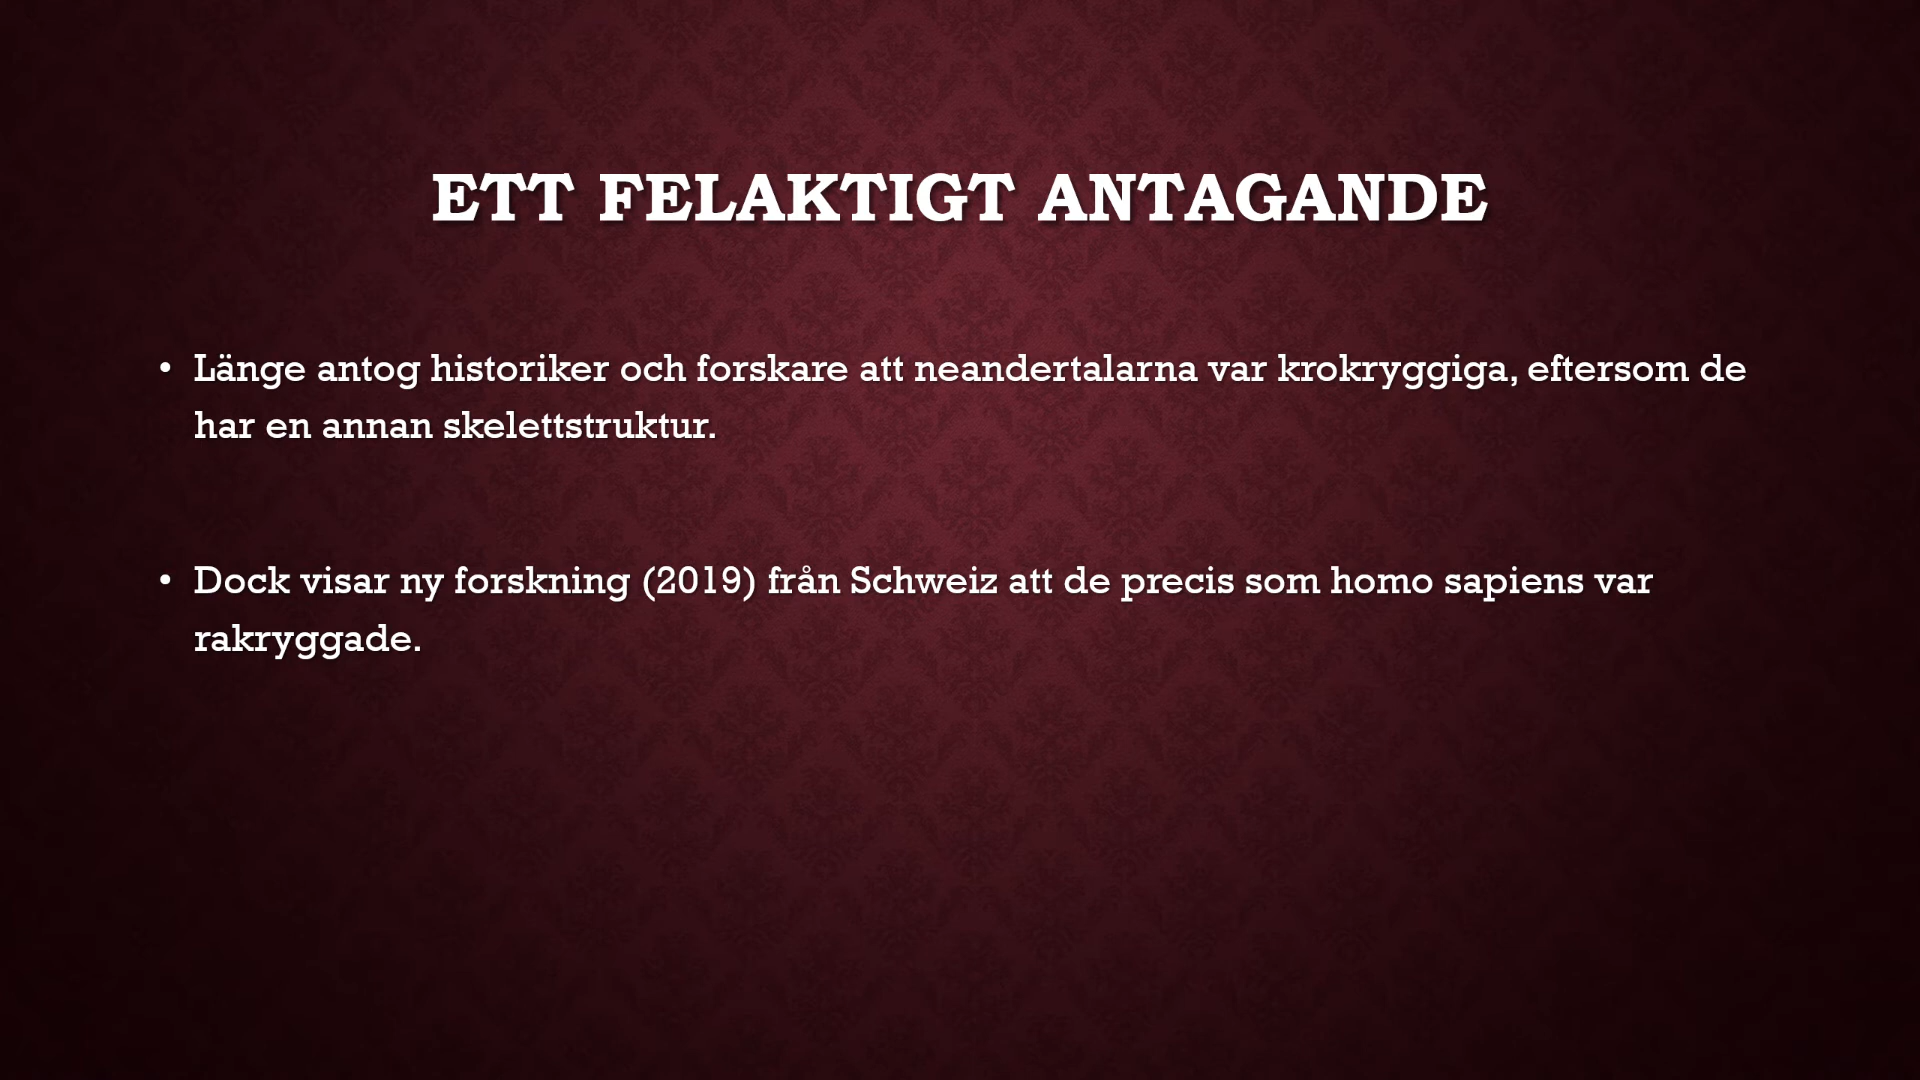 ETT FELAKTIGT ANTAGANDE
• Länge antog historiker och forskare att neandertalarna var krokryggiga, eftersom de
har en annan skelettstruktur.
• Dock visar ny forskning (2019) från Schweiz att de precis som homo sapiens var
rakryggade.